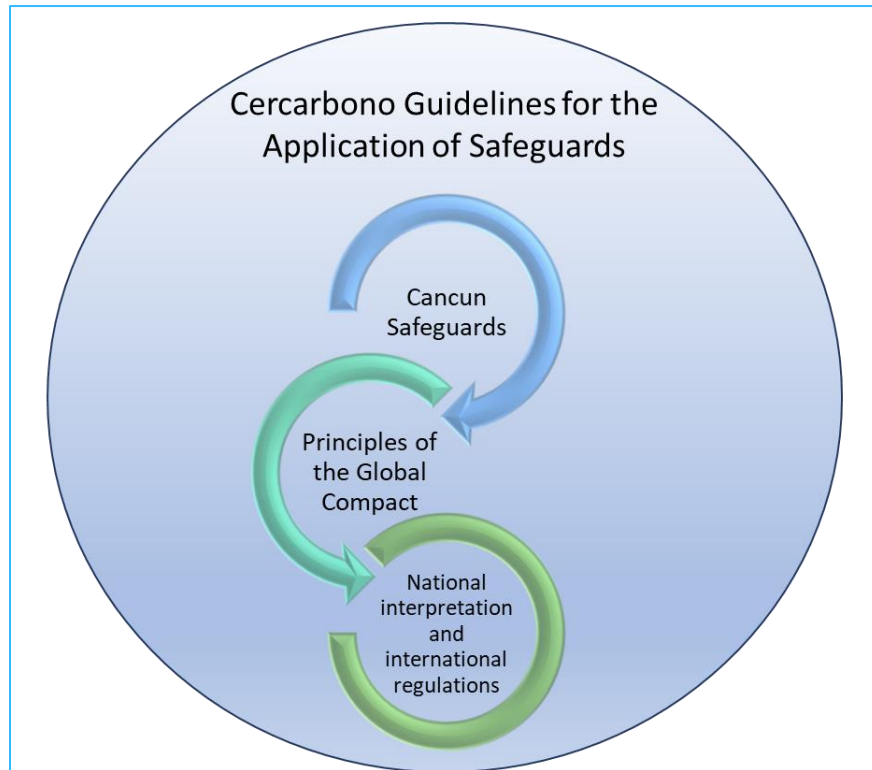 Cercarbono Guidelines for the
Application of Safeguards
Cancun
Safeguards
Principles of
the Global
Compact
National
interpretation
and
international
regulations